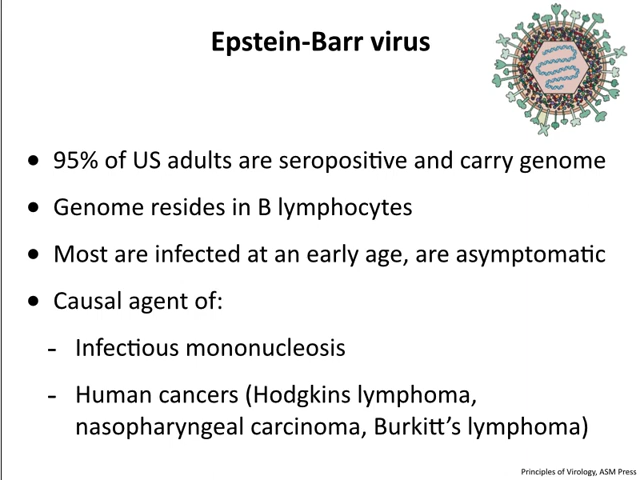 Epstein-Barr virus
• 95% of US adults are seropositive and carry genome
• Genome resides in B lymphocytes
• Most are infected at an early age, are asymptomatic
• Causal agent of:
- Infectious mononucleosis
- Human cancers (Hodgkins lymphoma,
nasopharyngeal carcinoma, Burkitt’s lymphoma)
Principles of Virology, ASM Press